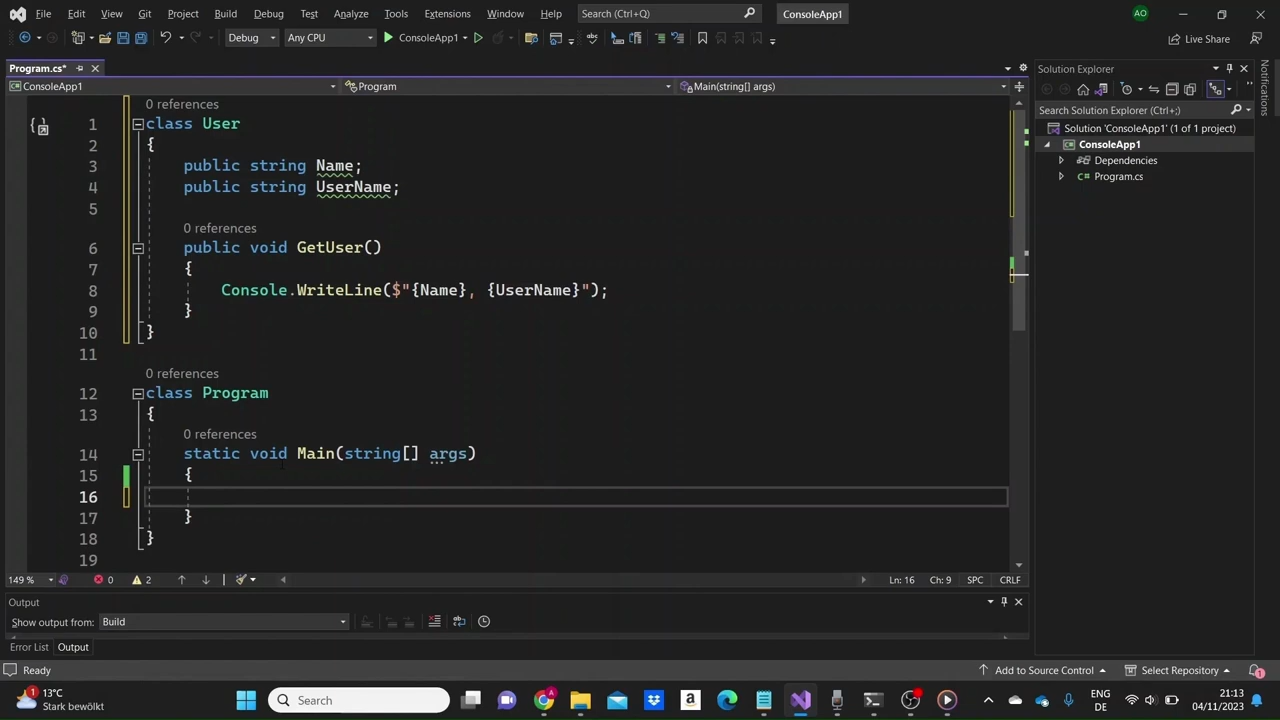 File Edit View Git Project Build Debug Test Analyze Tools Extensions Window Help Search (Ctrl+Q) ConsoleApp1 AO
Debug Any CPU ConsoleApp1 Live Share
Program.cs*
ConsoleApp1 Program Main(string[] args)
0 references
1 class User
2 {
3 public string Name;
4 public string UserName;
5
0 references
6 public void GetUser()
7 {
8 Console.WriteLine($"{Name}, {UserName}");
9 }
10 }
11
0 references
12 class Program
13 {
0 references
14 static void Main(string[] args)
15 {
16
17 }
18 }
19
149 % 0 2 Ln: 16 Ch: 9 SPC CRLF
Output
Show output from: Build
Error List Output
Solution Explorer
Search Solution Explorer (Ctrl+;)
Solution 'ConsoleApp1' (1 of 1 project)
ConsoleApp1
Dependencies
C# Program.cs
Notifications
Ready Add to Source Control Select Repository
1 13°C
Stark bewölkt
Search
ENG
DE
21:13
04/11/2023